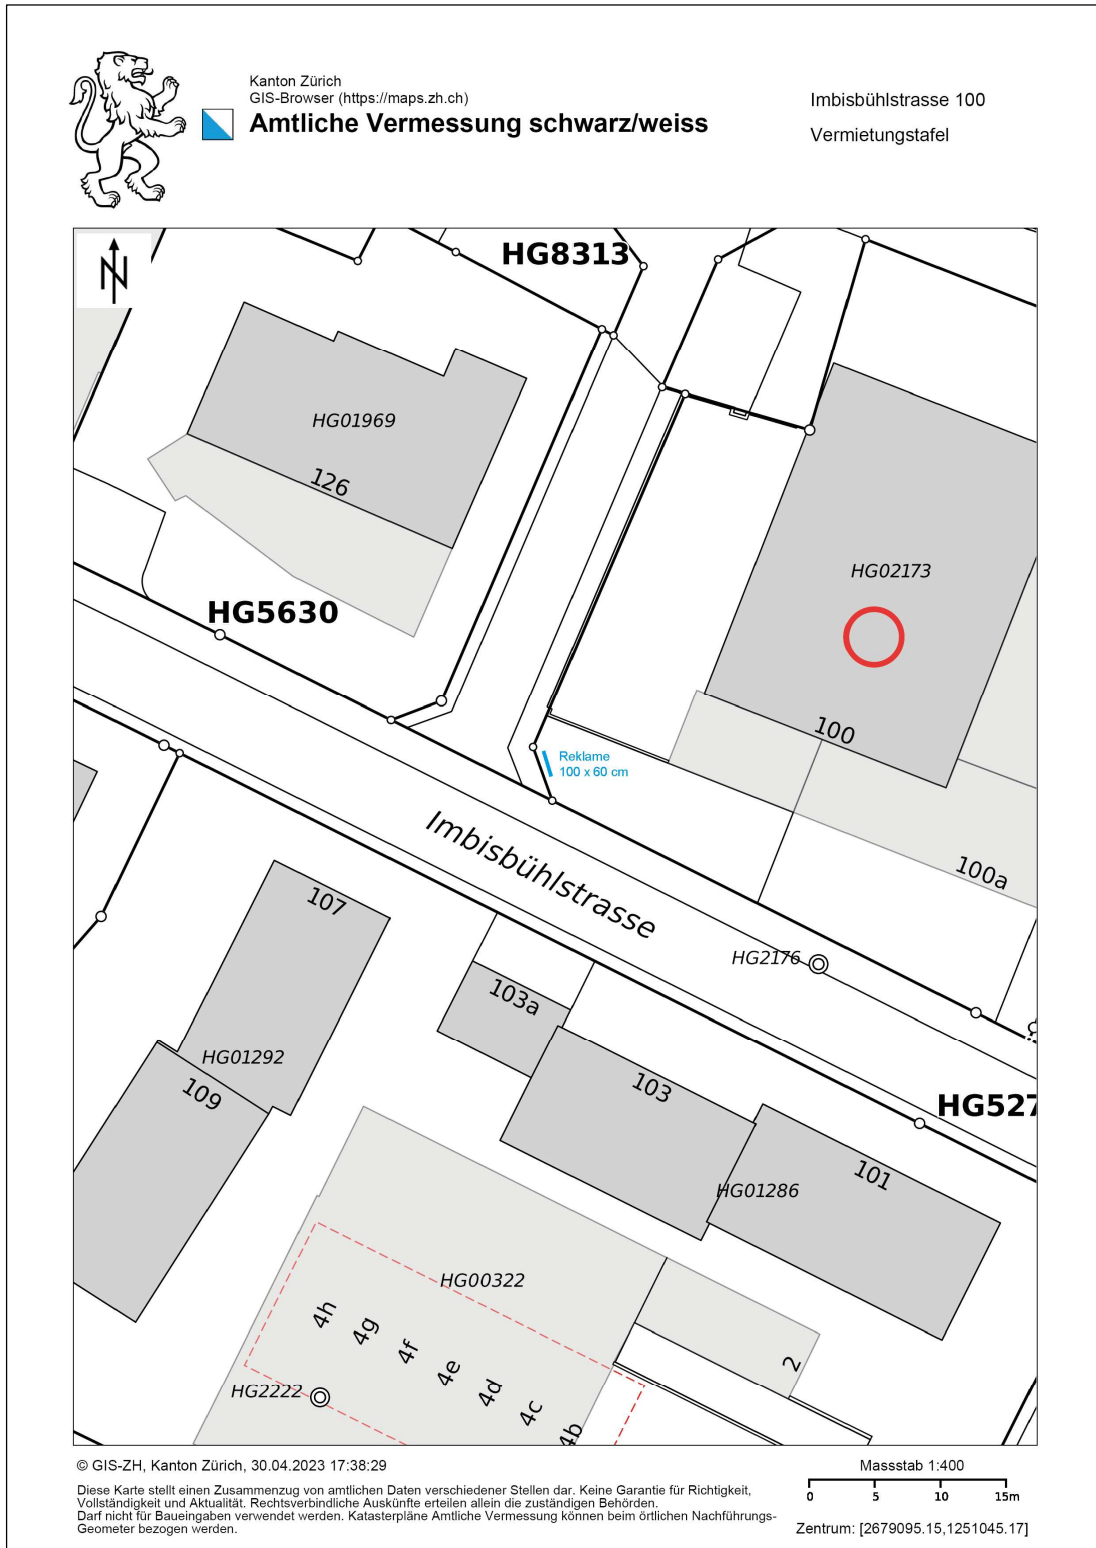 Kanton Zürich
GIS-Browser (https://maps.zh.ch)
Amtliche Vermessung schwarz/weiss
Imbisbühlstrasse 100
Vermietungstafel
N
HG8313
HG01969
126
HG02173
HG5630
100
Reklame
100 x 60 cm
Imbisbühlstrasse
100a
107
HG2176
103a
HG01292
109
103
HG527
101
HG01286
HG00322
4h
4g
4f
4e
4d
4c
4b
2
HG2222
© GIS-ZH, Kanton Zürich, 30.04.2023 17:38:29
Diese Karte stellt einen Zusammenzug von amtlichen Daten verschiedener Stellen dar. Keine Garantie für Richtigkeit,
Vollständigkeit und Aktualität. Rechtsverbindliche Auskünfte erteilen allein die zuständigen Behörden.
Darf nicht für Baueingaben verwendet werden. Katasterpläne Amtliche Vermessung können beim örtlichen Nachführungs-
Geometer bezogen werden.
Massstab 1:400
0 5 10 15m
Zentrum: [2679095.15,1251045.17]